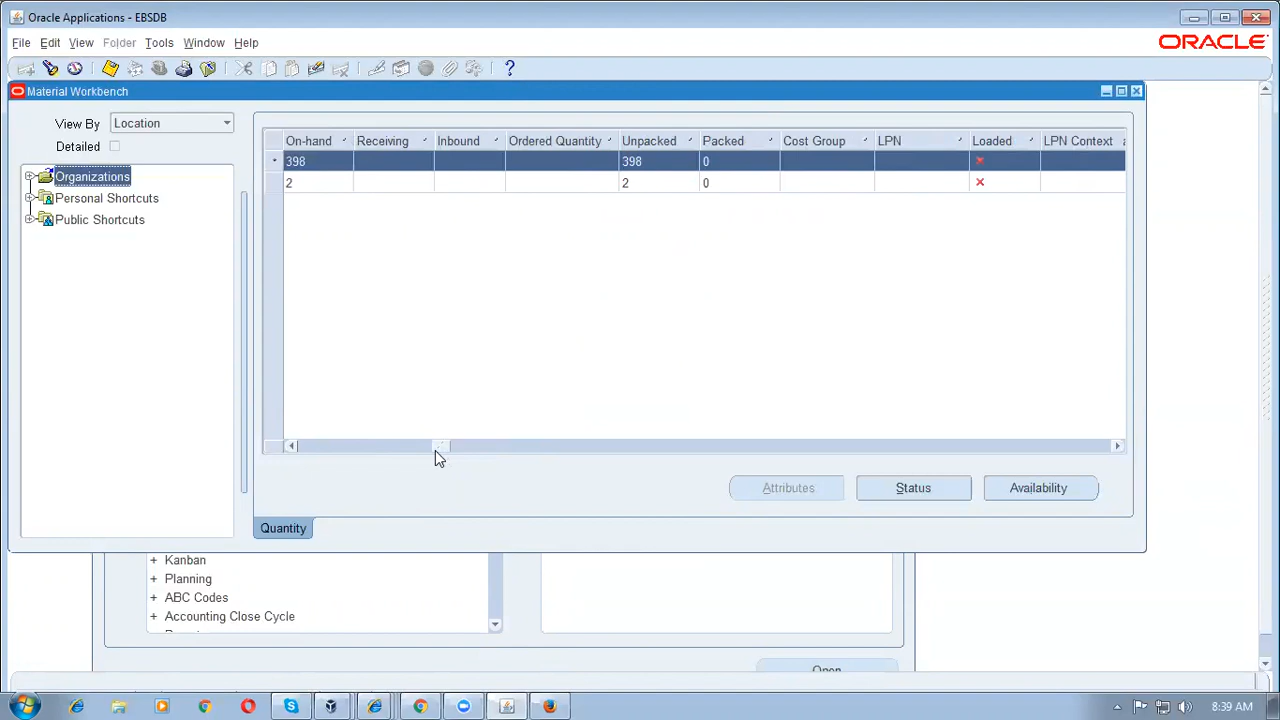 Oracle Applications - EBSDB
File Edit View Folder Tools Window Help
ORACLE
Material Workbench
View By Location
Detailed
Organizations
Personal Shortcuts
Public Shortcuts
On-hand Receiving Inbound Ordered Quantity Unpacked Packed Cost Group LPN Loaded LPN Context
398 398 0
2 2 0
Attributes Status Availability
Quantity
+ Kanban
+ Planning
+ ABC Codes
+ Accounting Close Cycle
Open
8:39 AM